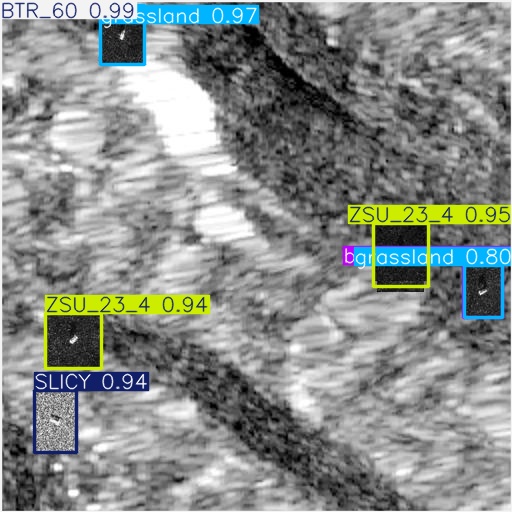 BTR_60 0.99
grassland 0.97
ZSU_23_4 0.95
b
grassland 0.80
ZSU_23_4 0.94
SLICY 0.94